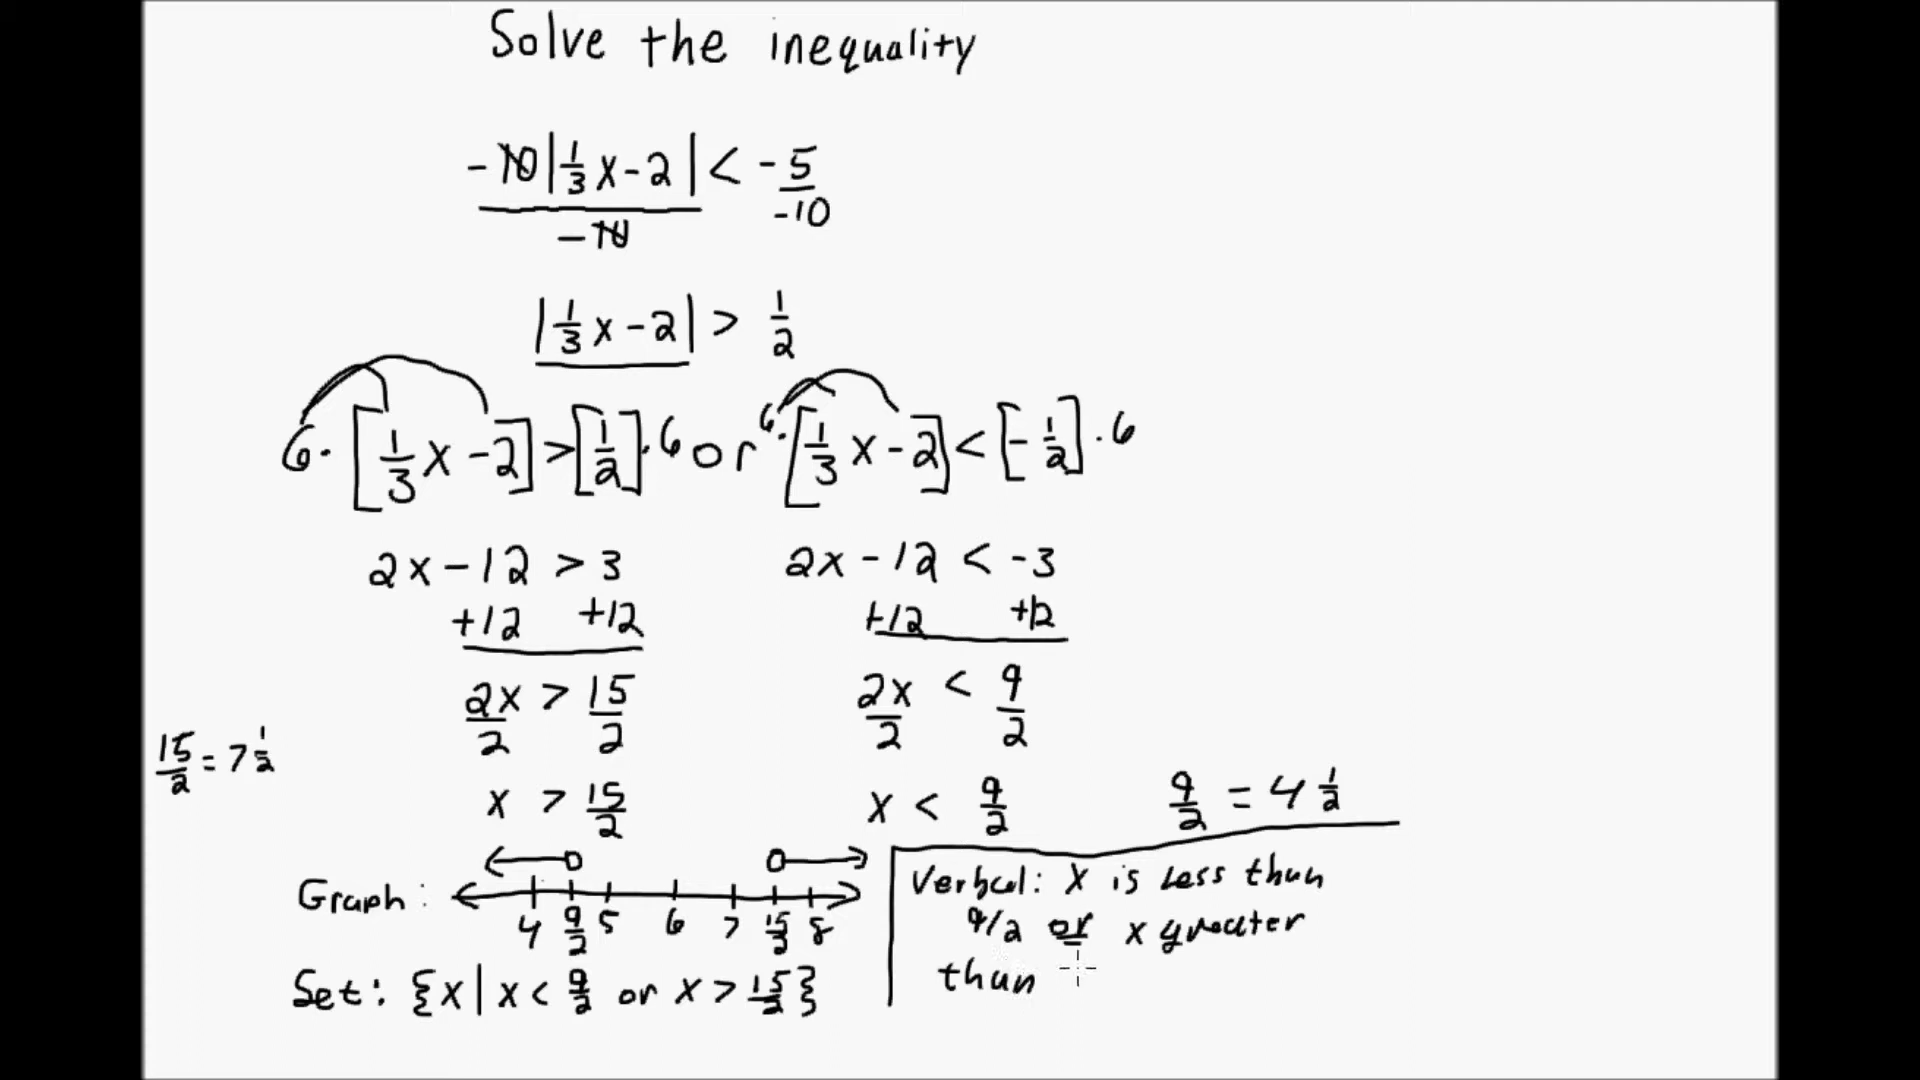 Solve the inequality
-10|1/3 x - 2| < -5
-10 -10
|1/3 x - 2| > 1/2
6·[1/3 x - 2] > [1/2]·6 or 6·[1/3 x - 2] < [-1/2]·6
2x - 12 > 3 2x - 12 < -3
+12 +12 +12 +12
2x/2 > 15/2 2x/2 < 9/2
15/2 = 7 1/2
x > 15/2 x < 9/2 9/2 = 4 1/2
Graph: 4 9/2 5 6 7 15/2 8
Set: {x | x < 9/2 or x > 15/2}
Verbal: X is less than
9/2 or x greater
than